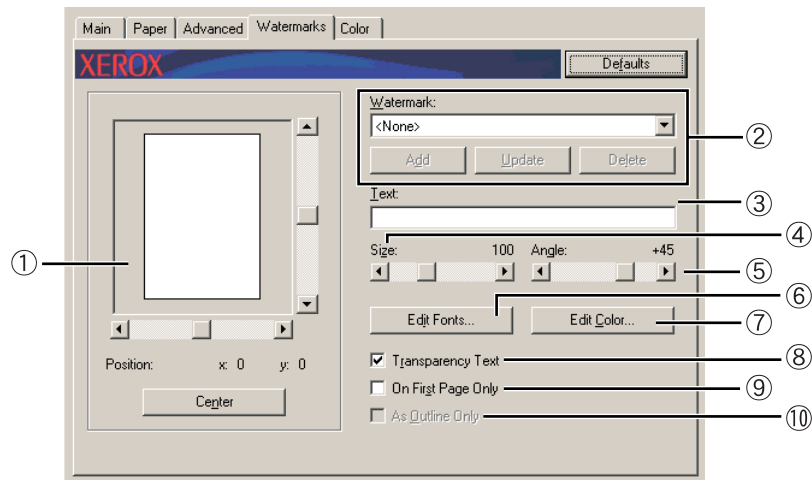 Main Paper Advanced Watermarks Color
XEROX
Defaults
Watermark:
<None>
Add Update Delete
②
Text:
③
④
Size: 100 Angle: +45
⑤
①
⑥
Edit Fonts... Edit Color...
⑦
Position: x: 0 y: 0
Transparency Text
⑧
On First Page Only
⑨
Center
As Outline Only
⑩